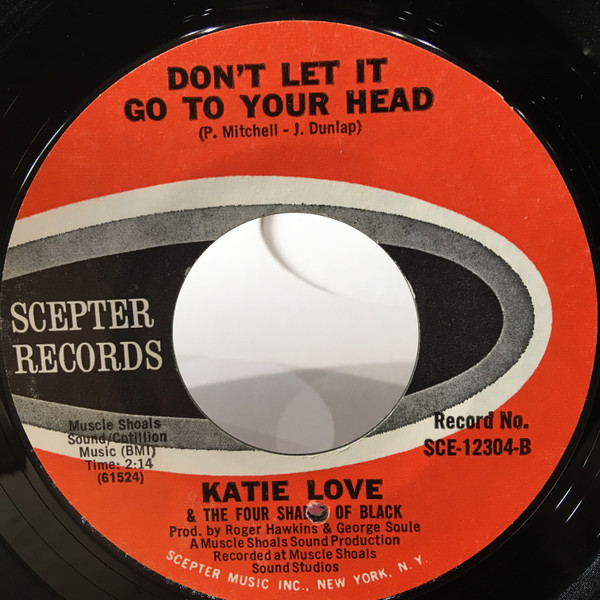 DON'T LET IT
GO TO YOUR HEAD
(P. Mitchell - J. Dunlap)
SCEPTER
RECORDS
Muscle Shoals
Sound/Cotillion
Music (BMI)
Time: 2:14
(61524)
Record No.
SCE-12304-B
KATIE LOVE
& THE FOUR OF BLACK
Prod. by Roger Hawkins & George Soule
A Muscle Shoals Sound Production
Recorded at Muscle Shoals
Sound Studios
SCEPTER MUSIC INC., NEW YORK, N.Y.